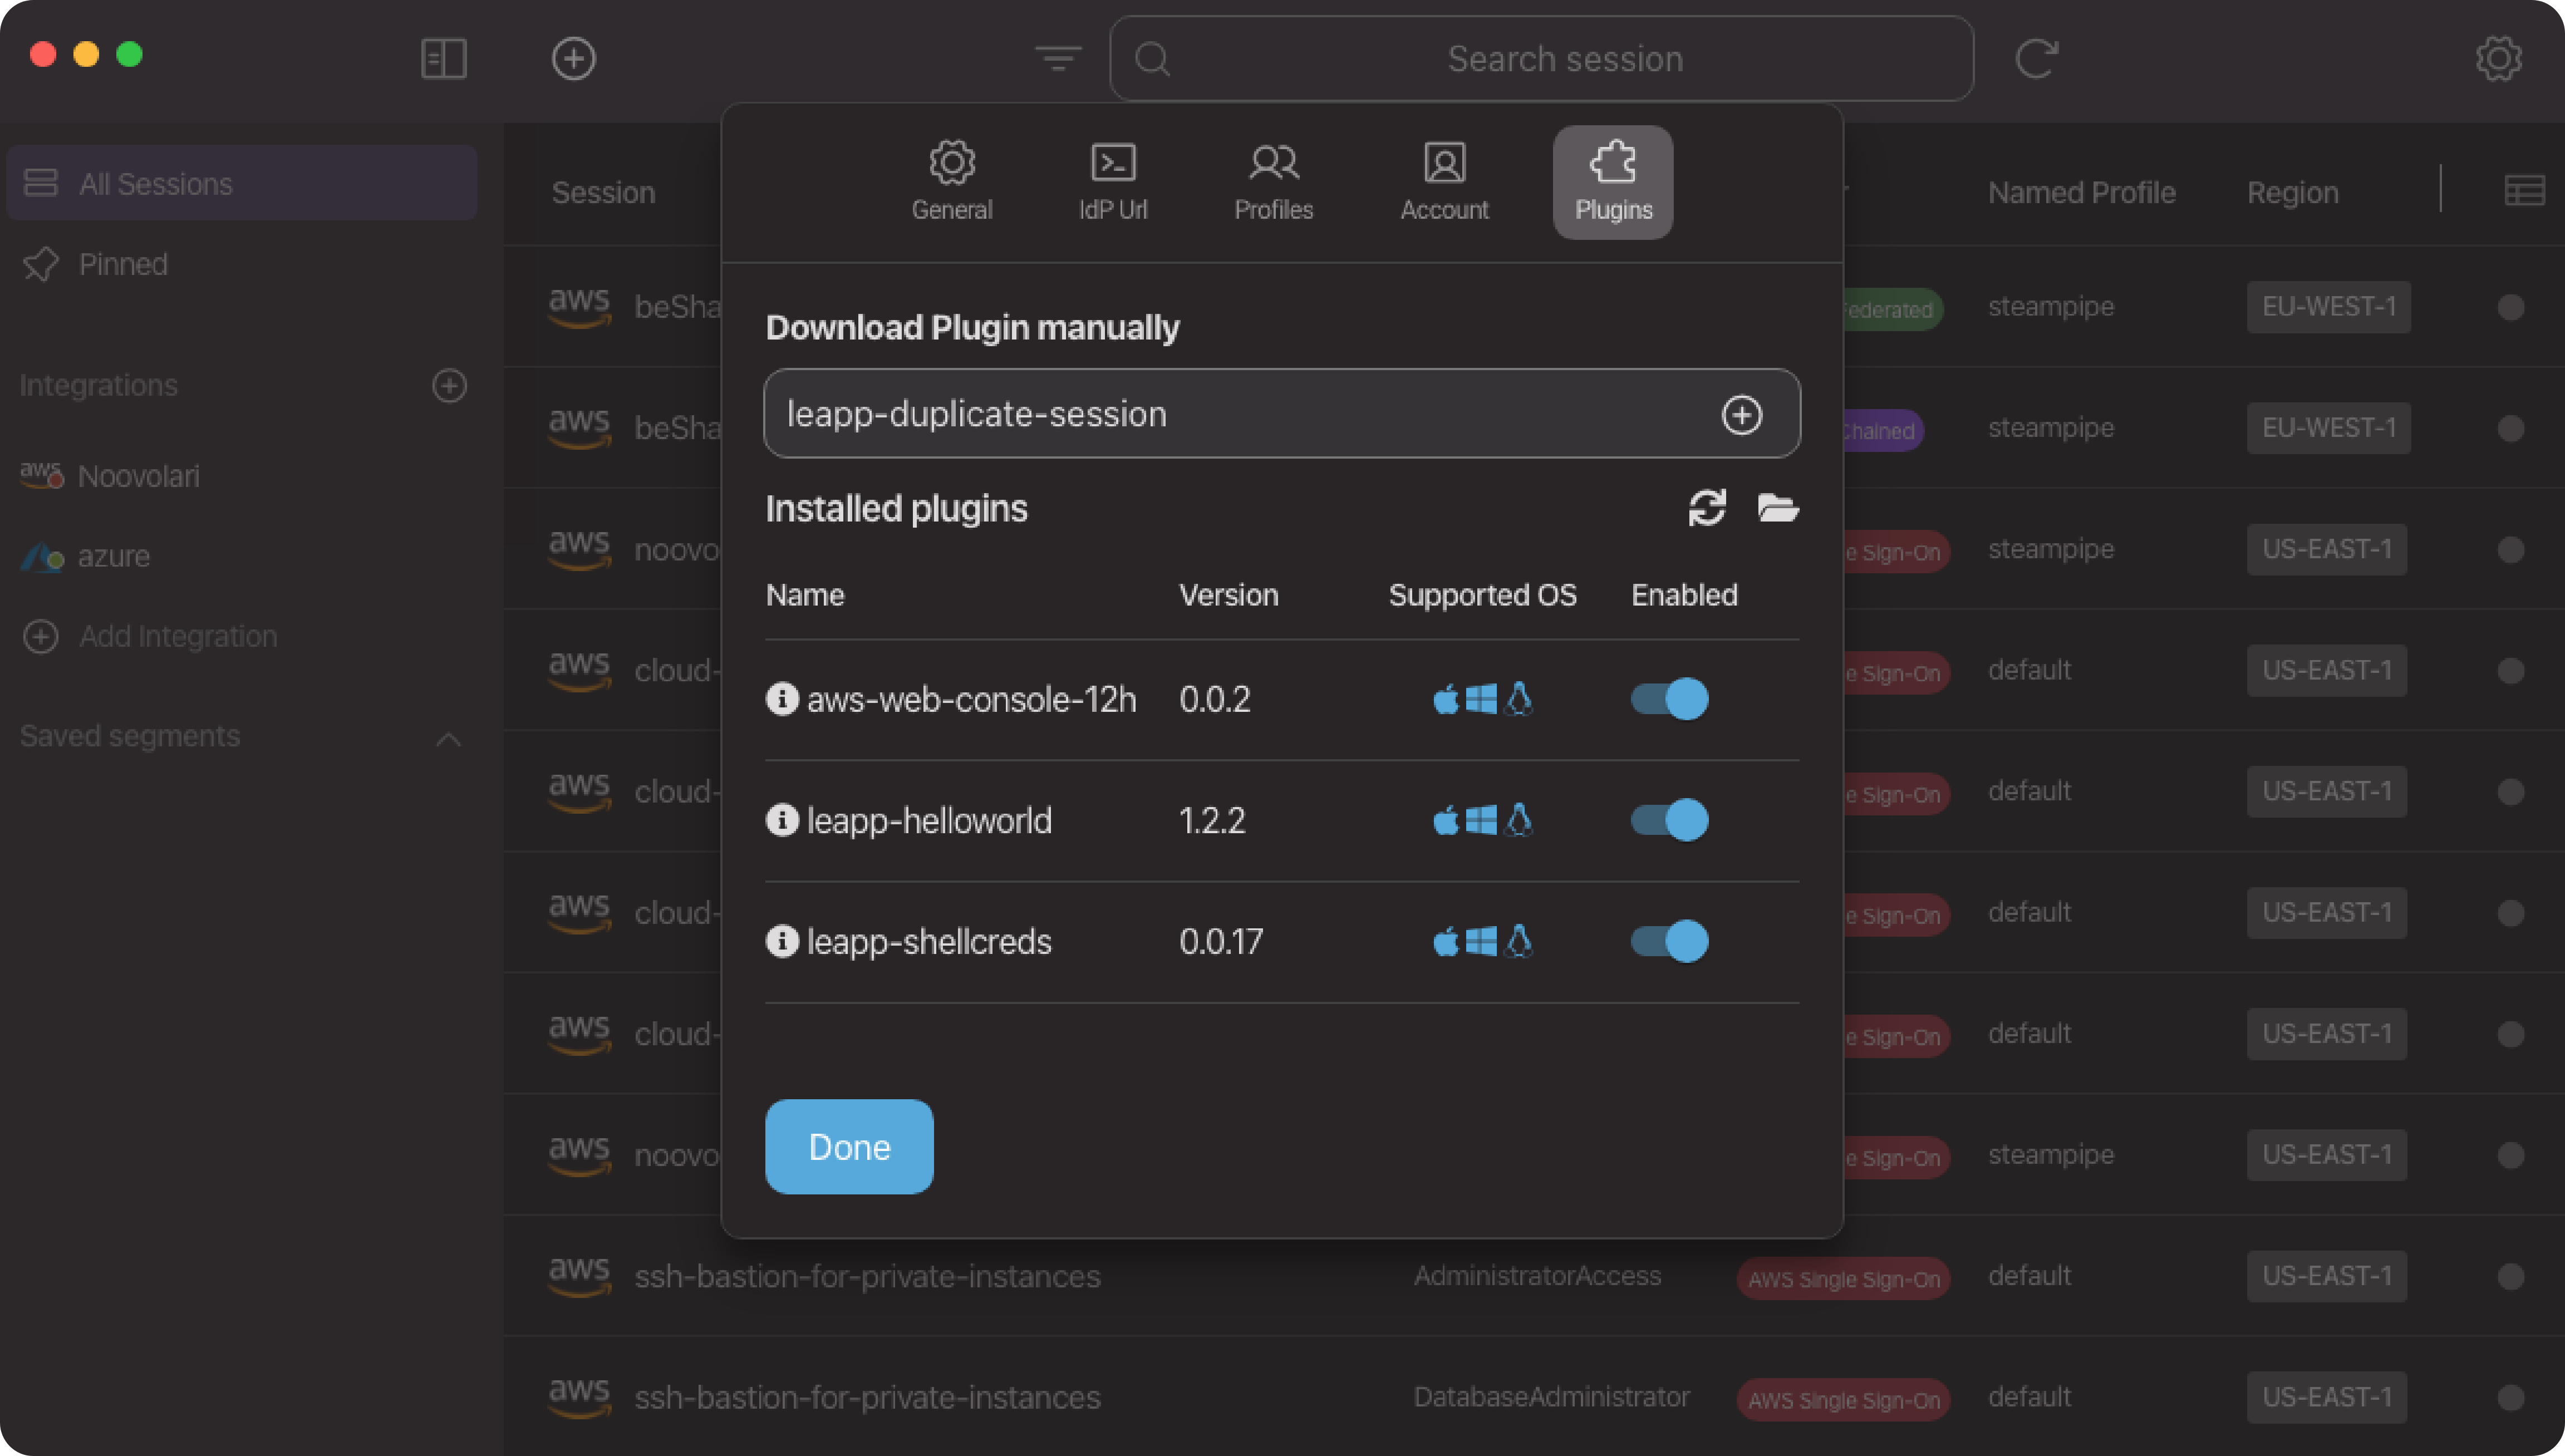 Search session
General IdP Url Profiles Account Plugins
All Sessions
Pinned
Integrations
aws Noovolari
azure
Add Integration
Saved segments
Session Named Profile Region
aws beSha ederated steampipe EU-WEST-1
aws beSha hained steampipe EU-WEST-1
aws noovo e Sign-On steampipe US-EAST-1
aws cloud- e Sign-On default US-EAST-1
aws cloud- e Sign-On default US-EAST-1
aws cloud- e Sign-On default US-EAST-1
aws cloud- e Sign-On default US-EAST-1
aws noovo e Sign-On steampipe US-EAST-1
aws ssh-bastion-for-private-instances AdministratorAccess AWS Single Sign-On default US-EAST-1
aws ssh-bastion-for-private-instances DatabaseAdministrator AWS Single Sign-On default US-EAST-1
Download Plugin manually
leapp-duplicate-session
Installed plugins
Name Version Supported OS Enabled
aws-web-console-12h 0.0.2
leapp-helloworld 1.2.2
leapp-shellcreds 0.0.17
Done